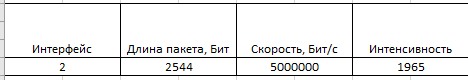 Интерфейс Длина пакета, Бит Скорость, Бит/с Интенсивность
2 2544 5000000 1965